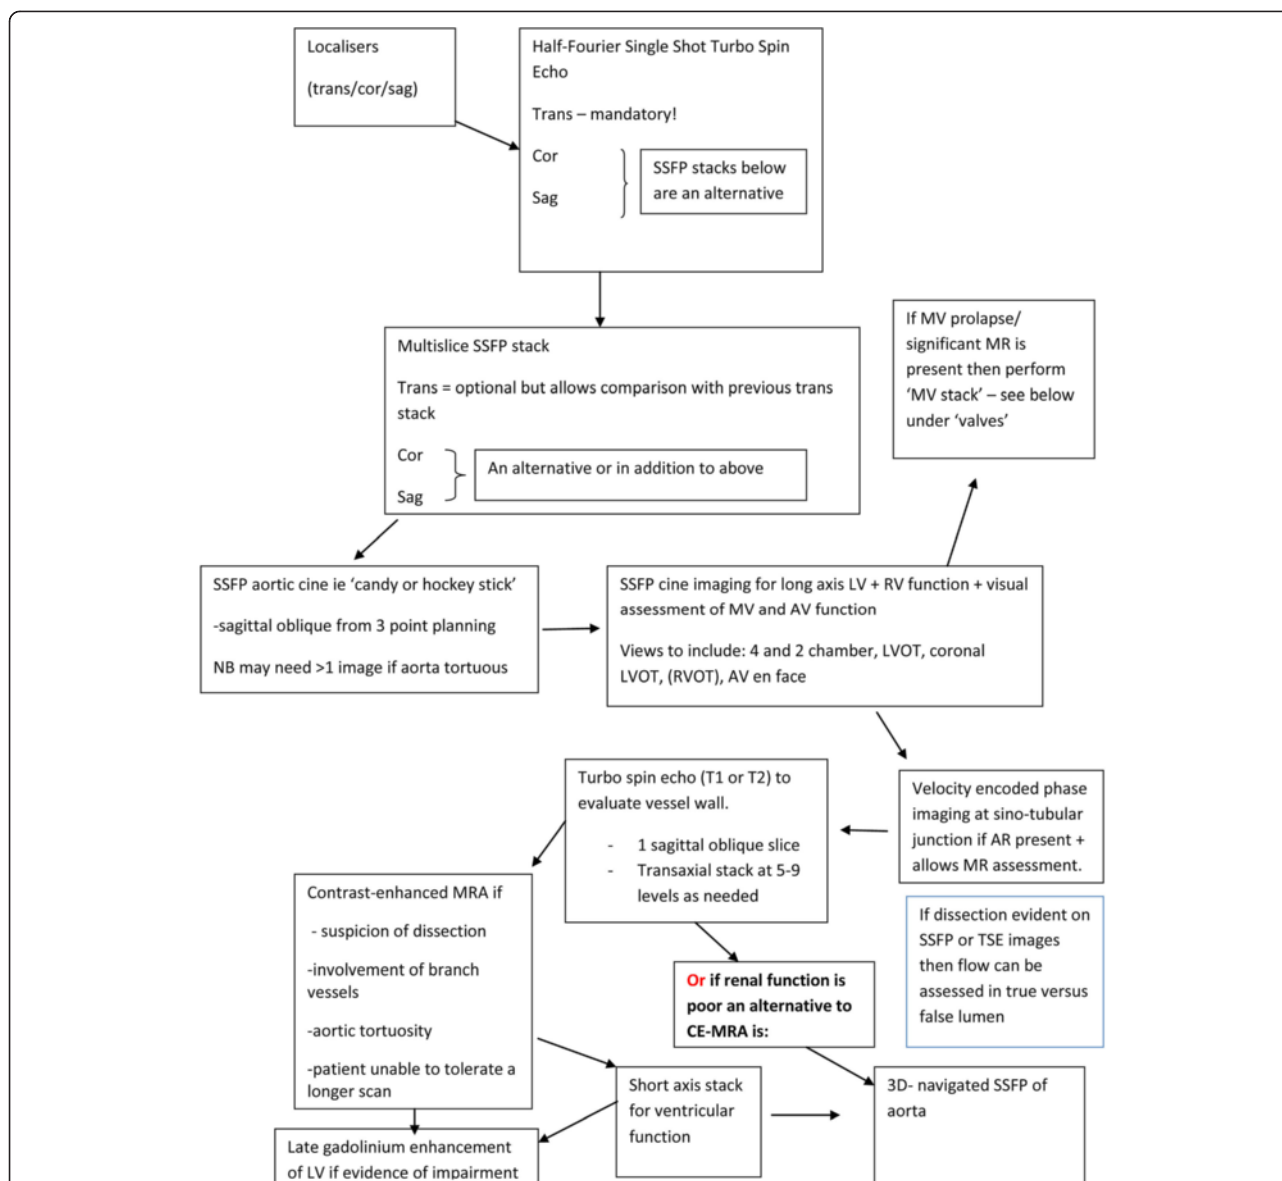 Localisers
(trans/cor/sag)
Half-Fourier Single Shot Turbo Spin
Echo
Trans – mandatory!
Cor
Sag
SSFP stacks below
are an alternative
Multislice SSFP stack
Trans = optional but allows comparison with previous trans
stack
Cor
Sag
An alternative or in addition to above
If MV prolapse/
significant MR is
present then perform
‘MV stack’ – see below
under ‘valves’
SSFP aortic cine ie ‘candy or hockey stick’
-sagittal oblique from 3 point planning
NB may need >1 image if aorta tortuous
SSFP cine imaging for long axis LV + RV function + visual
assessment of MV and AV function
Views to include: 4 and 2 chamber, LVOT, coronal
LVOT, (RVOT), AV en face
Velocity encoded phase
imaging at sino-tubular
junction if AR present +
allows MR assessment.
If dissection evident on
SSFP or TSE images
then flow can be
assessed in true versus
false lumen
Turbo spin echo (T1 or T2) to
evaluate vessel wall.
- 1 sagittal oblique slice
- Transaxial stack at 5-9
levels as needed
Contrast-enhanced MRA if
- suspicion of dissection
-involvement of branch
vessels
-aortic tortuosity
-patient unable to tolerate a
longer scan
Or if renal function is
poor an alternative to
CE-MRA is:
Short axis stack
for ventricular
function
3D- navigated SSFP of
aorta
Late gadolinium enhancement
of LV if evidence of impairment